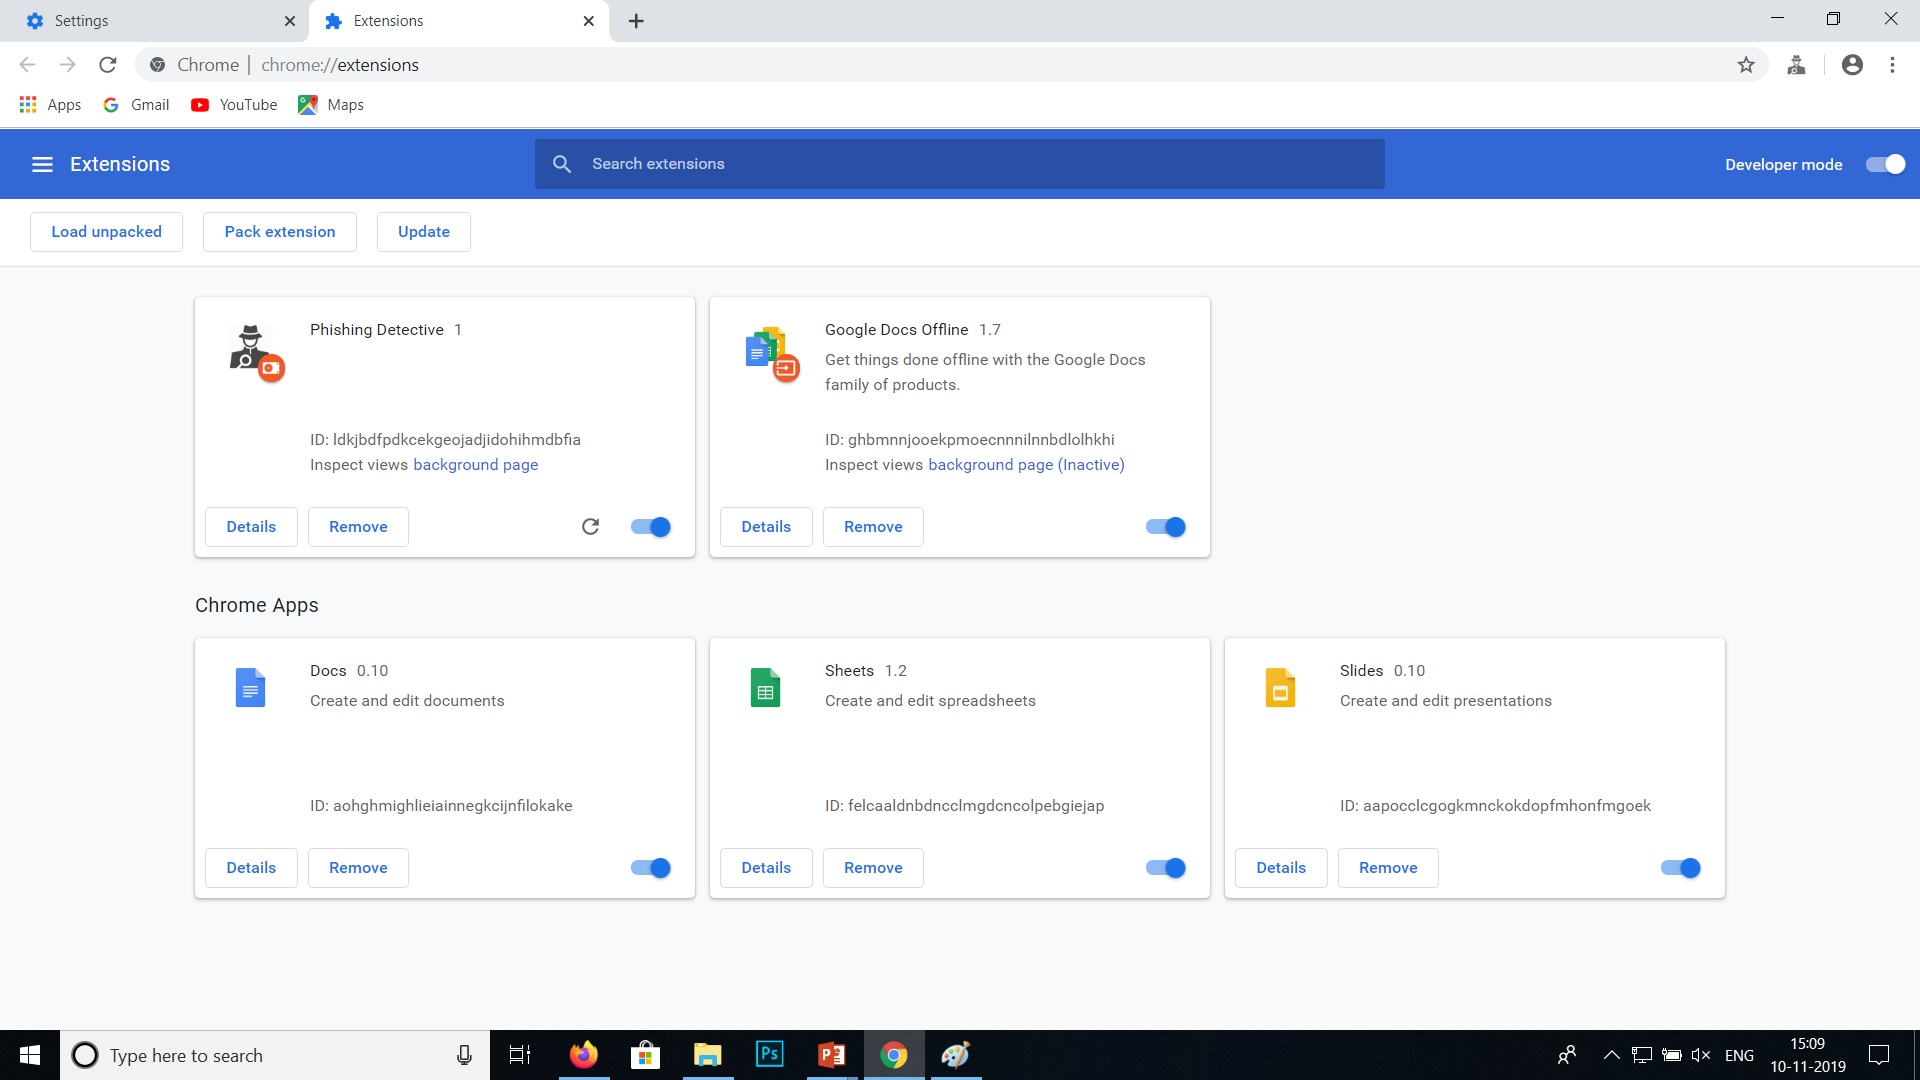 Settings
Extensions
Chrome | chrome://extensions
Apps Gmail YouTube Maps
Extensions
Search extensions
Developer mode
Load unpacked Pack extension Update
Phishing Detective 1
ID: ldkjbdfpdkcekgeojadjidohihmdbfia
Inspect views background page
Details Remove
Google Docs Offline 1.7
Get things done offline with the Google Docs
family of products.
ID: ghbmnnjooekpmoecnnnilnnbdlolhkhi
Inspect views background page (Inactive)
Details Remove
Chrome Apps
Docs 0.10
Create and edit documents
ID: aohghmighlieiainnegkcijnfilokake
Details Remove
Sheets 1.2
Create and edit spreadsheets
ID: felcaaldnbdncclmgdcncolpebgiejap
Details Remove
Slides 0.10
Create and edit presentations
ID: aapocclcgogkmnckokdopfmhonfmgoek
Details Remove
Type here to search
Ps
ENG
15:09
10-11-2019